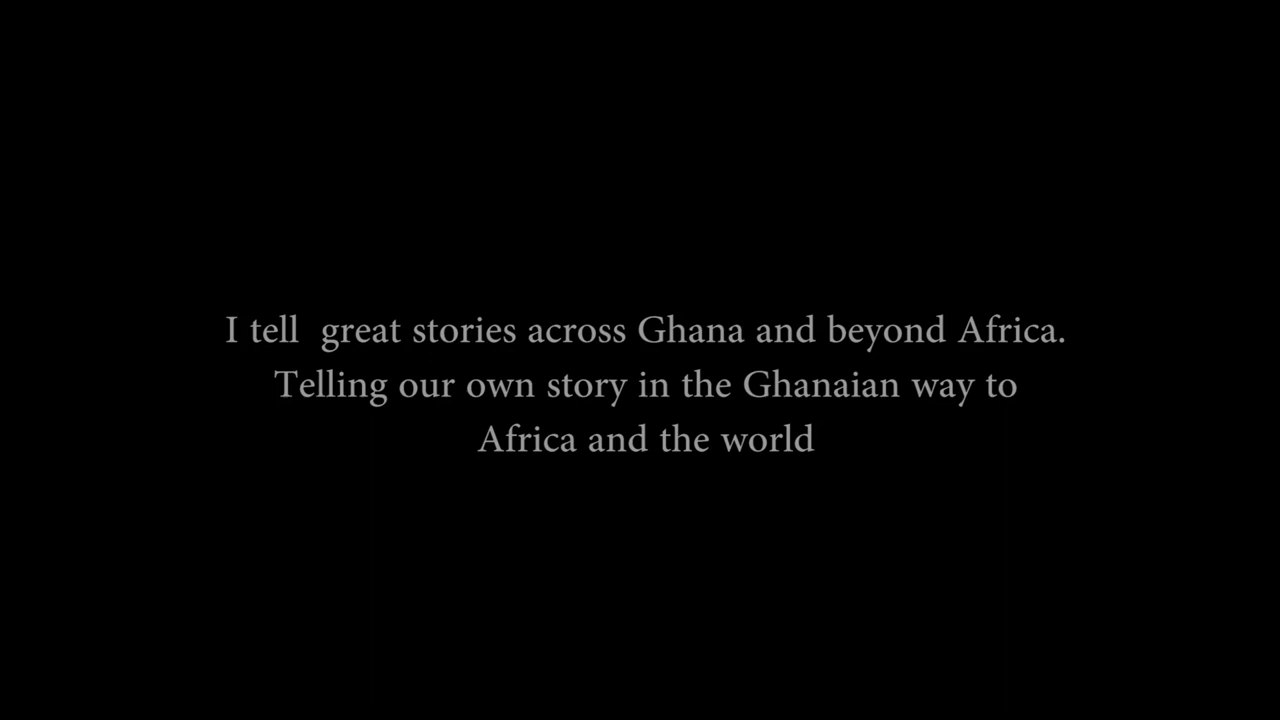 I tell  great stories across Ghana and beyond Africa.
Telling our own story in the Ghanaian way to
Africa and the world